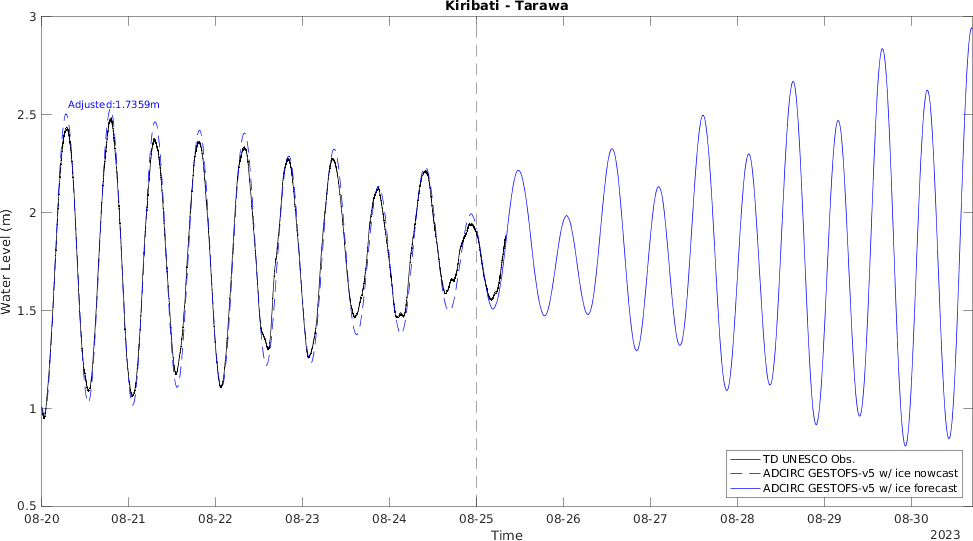 Kiribati - Tarawa
3
2.5
2
1.5
1
0.5
Water Level (m)
Adjusted:1.7359m
TD UNESCO Obs.
ADCIRC GESTOFS-v5 w/ ice nowcast
ADCIRC GESTOFS-v5 w/ ice forecast
08-20 08-21 08-22 08-23 08-24 08-25 08-26 08-27 08-28 08-29 08-30
Time
2023